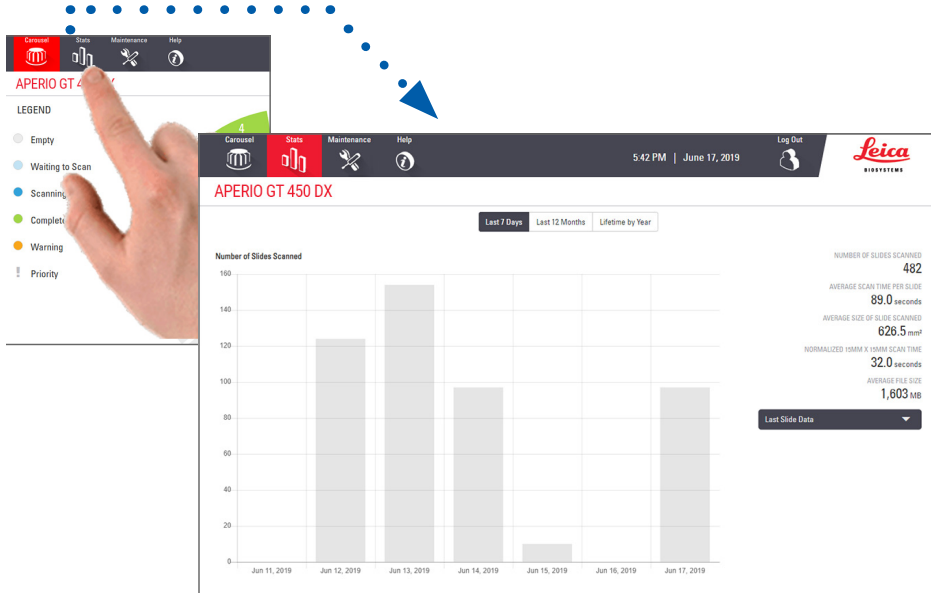 Carousel Stats Maintenance Help
APERIO GT 4
LEGEND
Empty
Waiting to Scan
Scanning
Complete
Warning
! Priority
4
Carousel Stats Maintenance Help
5:42 PM | June 17, 2019
Log Out
Leica
BIOSYSTEMS
APERIO GT 450 DX
Last 7 Days Last 12 Months Lifetime by Year
Number of Slides Scanned
160
140
120
100
80
60
40
20
0
Jun 11, 2019 Jun 12, 2019 Jun 13, 2019 Jun 14, 2019 Jun 15, 2019 Jun 16, 2019 Jun 17, 2019
NUMBER OF SLIDES SCANNED
482
AVERAGE SCAN TIME PER SLIDE
89.0 seconds
AVERAGE SIZE OF SLIDE SCANNED
626.5 mm²
NORMALIZED 15MM X 15MM SCAN TIME
32.0 seconds
AVERAGE FILE SIZE
1,603 MB
Last Slide Data